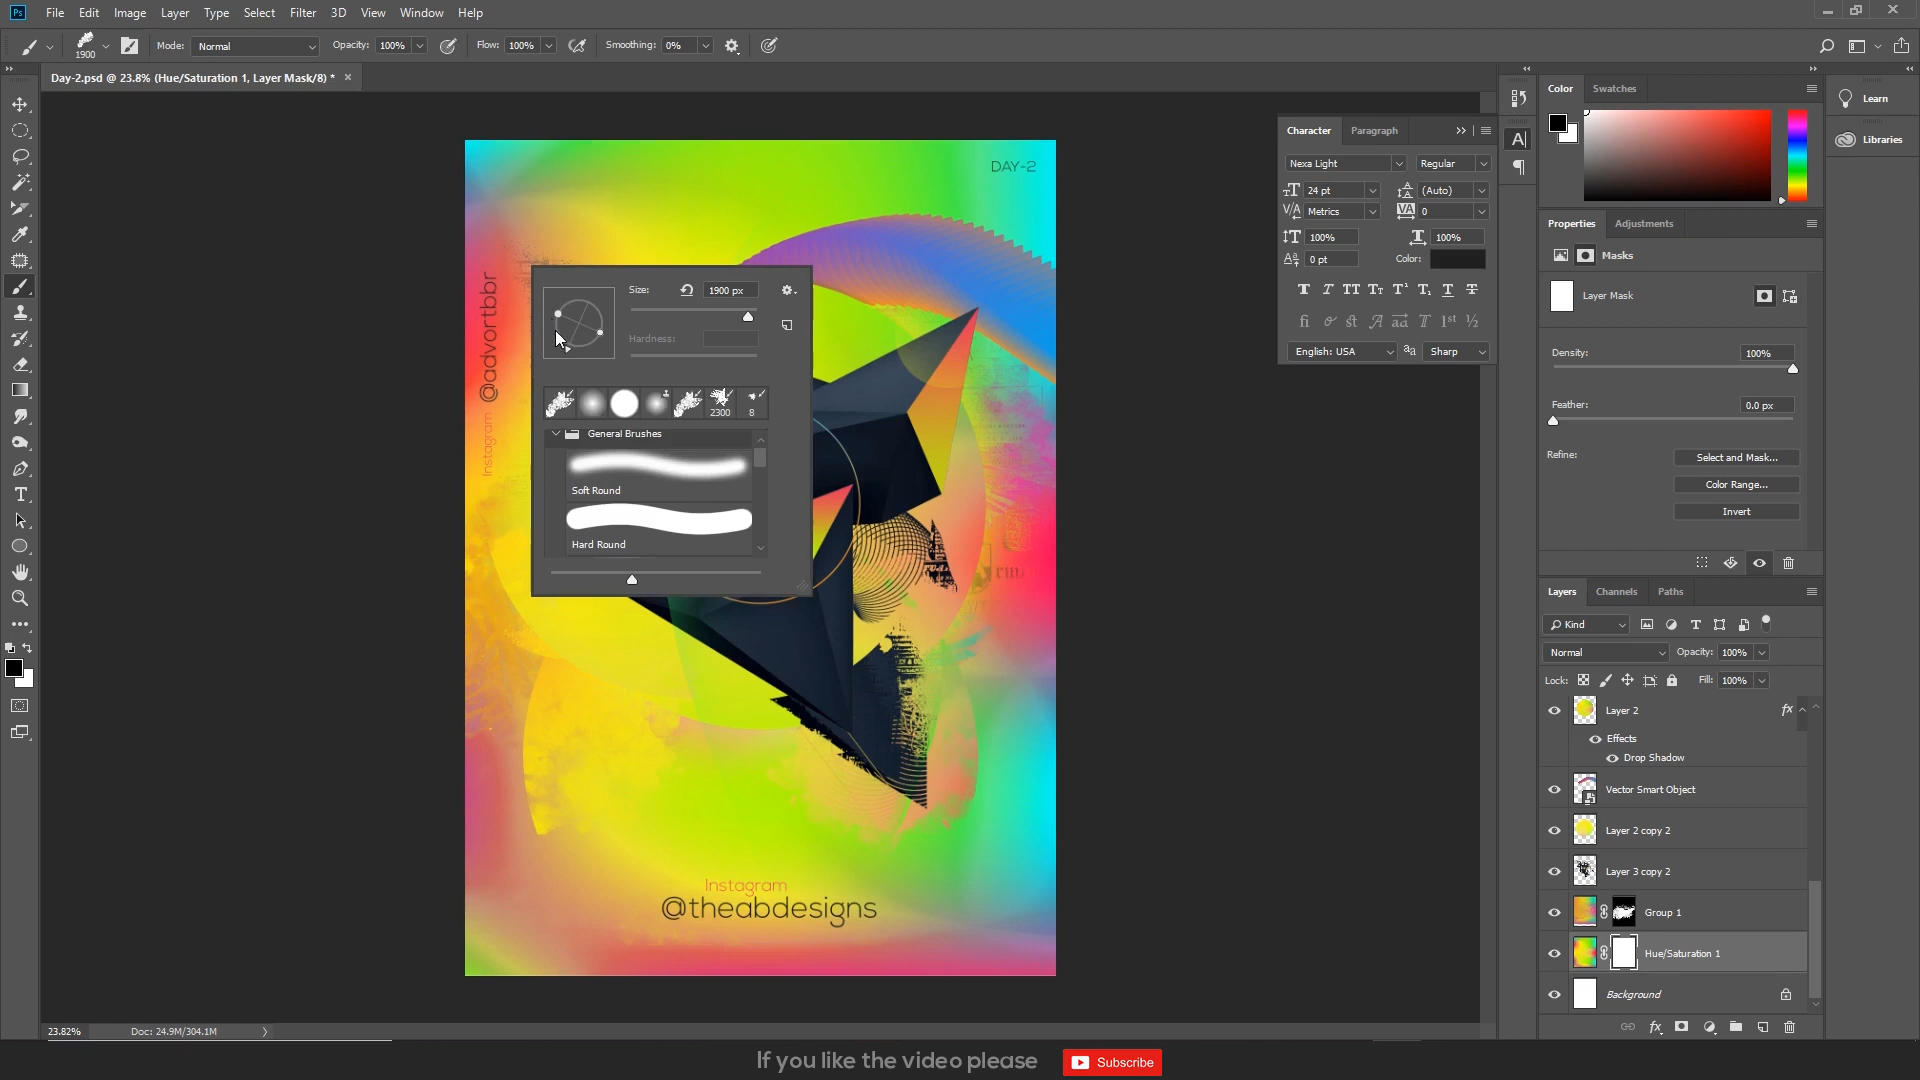 Ps File Edit Image Layer Type Select Filter 3D View Window Help
1900 Mode: Normal Opacity: 100% Flow: 100% Smoothing: 0%
Day-2.psd @ 23.8% (Hue/Saturation 1, Layer Mask/8) *
DAY-2
@advortbbr
Instagram
Size: 1900 px
Hardness:
2300 8
General Brushes
Soft Round
Hard Round
Instagram
@theabdesigns
Character Paragraph
Nexa Light Regular
24 pt (Auto)
Metrics 0
100% 100%
0 pt Color:
English: USA Sharp
Color Swatches
Learn
Libraries
Properties Adjustments
Masks
Layer Mask
Density: 100%
Feather: 0.0 px
Refine: Select and Mask...
Color Range...
Invert
Layers Channels Paths
Kind
Normal Opacity: 100%
Lock: Fill: 100%
Layer 2 fx
Effects
Drop Shadow
Vector Smart Object
Layer 2 copy 2
Layer 3 copy 2
Group 1
Hue/Saturation 1
Background
23.82% Doc: 24.9M/304.1M
If you like the video please Subscribe